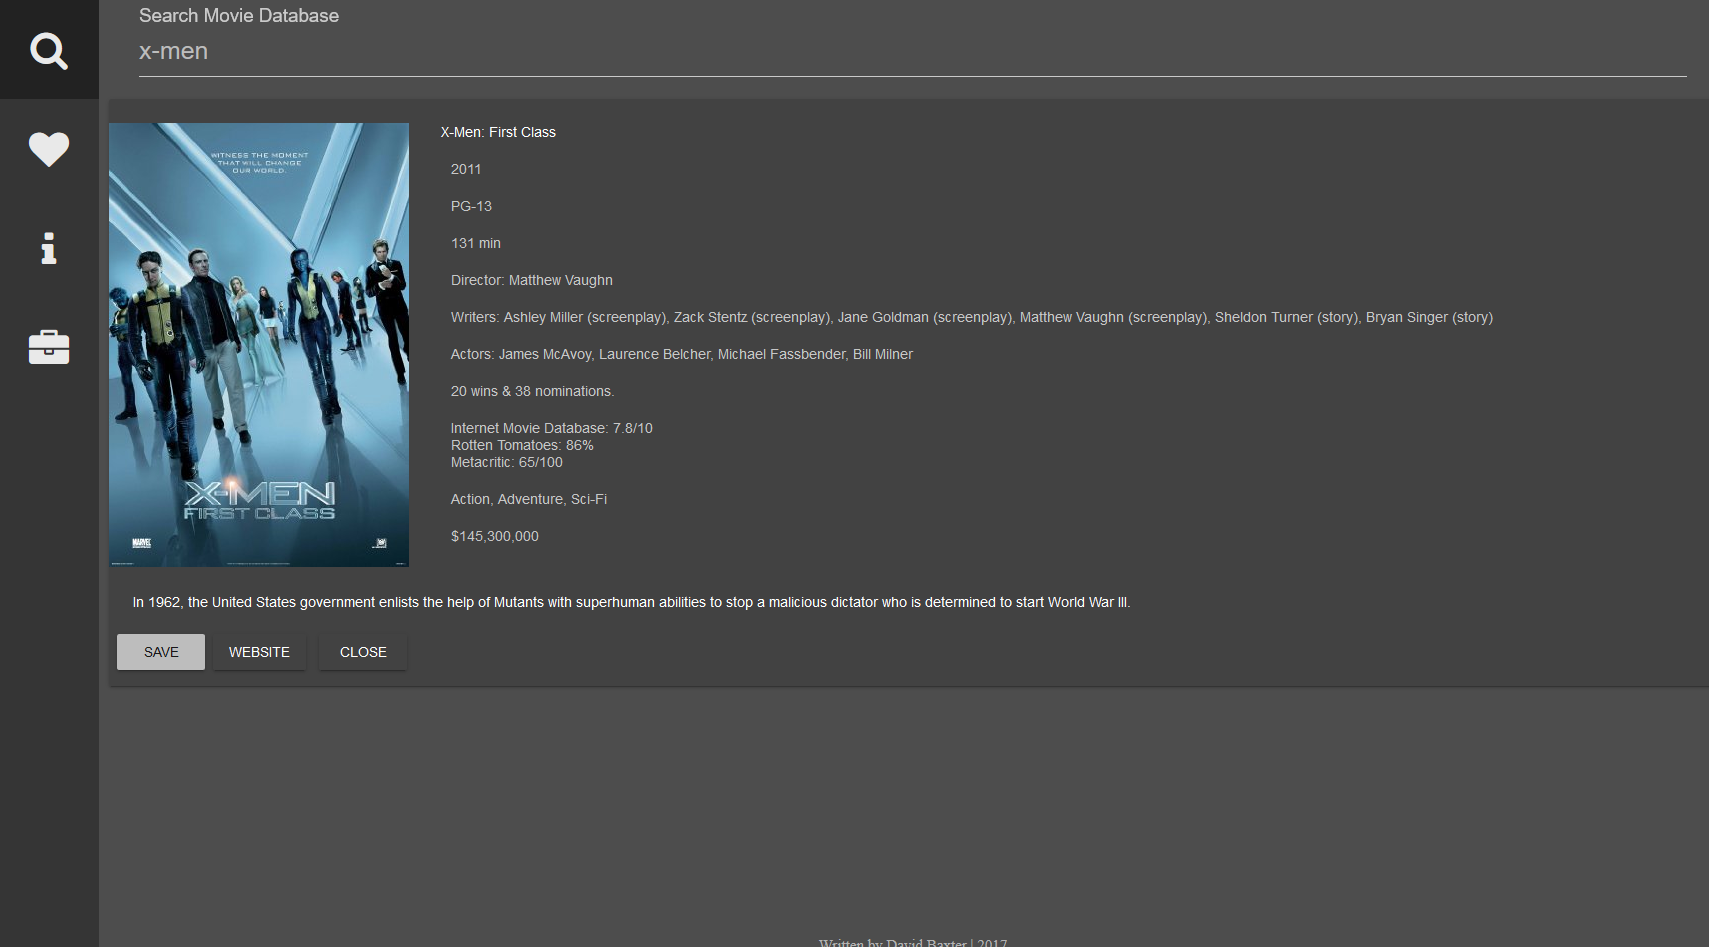 Search Movie Database
x-men
WITNESS THE MOMENT
THAT WILL CHANGE
OUR WORLD.
X-MEN
FIRST CLASS
MARVEL
X-Men: First Class
2011
PG-13
131 min
Director: Matthew Vaughn
Writers: Ashley Miller (screenplay), Zack Stentz (screenplay), Jane Goldman (screenplay), Matthew Vaughn (screenplay), Sheldon Turner (story), Bryan Singer (story)
Actors: James McAvoy, Laurence Belcher, Michael Fassbender, Bill Milner
20 wins & 38 nominations.
Internet Movie Database: 7.8/10
Rotten Tomatoes: 86%
Metacritic: 65/100
Action, Adventure, Sci-Fi
$145,300,000
In 1962, the United States government enlists the help of Mutants with superhuman abilities to stop a malicious dictator who is determined to start World War III.
SAVE WEBSITE CLOSE
Written by David Baxter | 2017